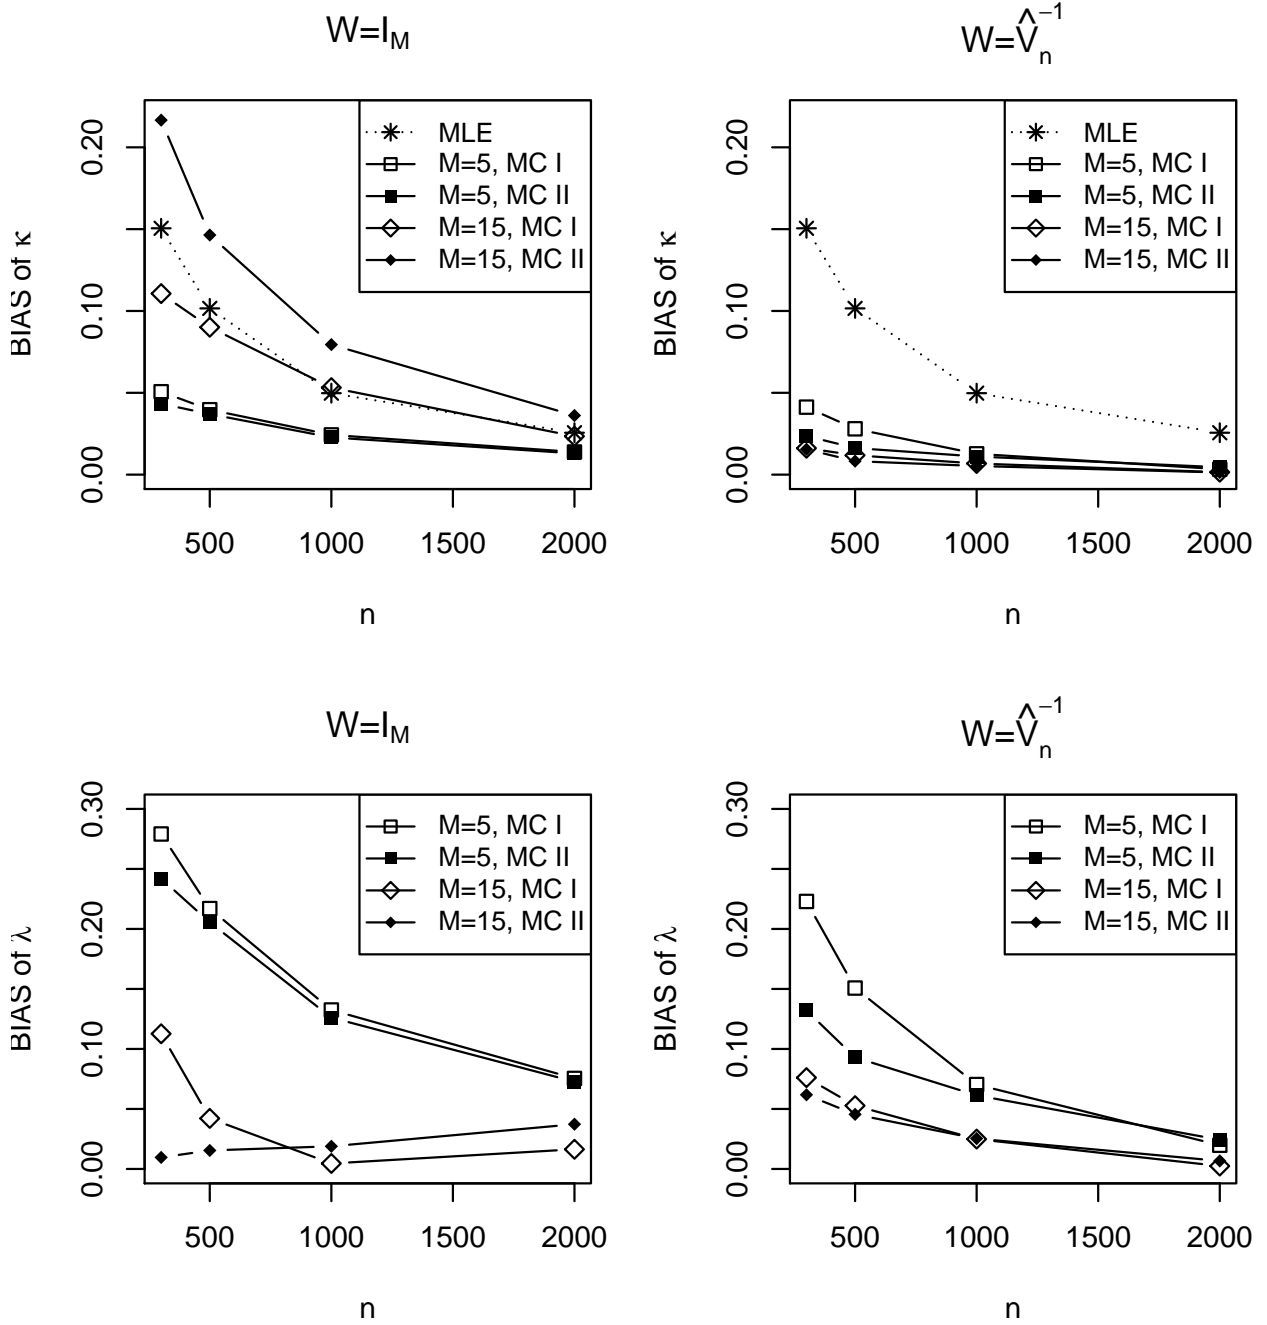 W=I_M
BIAS of κ
0.00 0.10 0.20
MLE
M=5, MC I
M=5, MC II
M=15, MC I
M=15, MC II
500 1000 1500 2000
n
W=V̂_n^−1
BIAS of κ
0.00 0.10 0.20
MLE
M=5, MC I
M=5, MC II
M=15, MC I
M=15, MC II
500 1000 1500 2000
n
W=I_M
BIAS of λ
0.00 0.10 0.20 0.30
M=5, MC I
M=5, MC II
M=15, MC I
M=15, MC II
500 1000 1500 2000
n
W=V̂_n^−1
BIAS of λ
0.00 0.10 0.20 0.30
M=5, MC I
M=5, MC II
M=15, MC I
M=15, MC II
500 1000 1500 2000
n